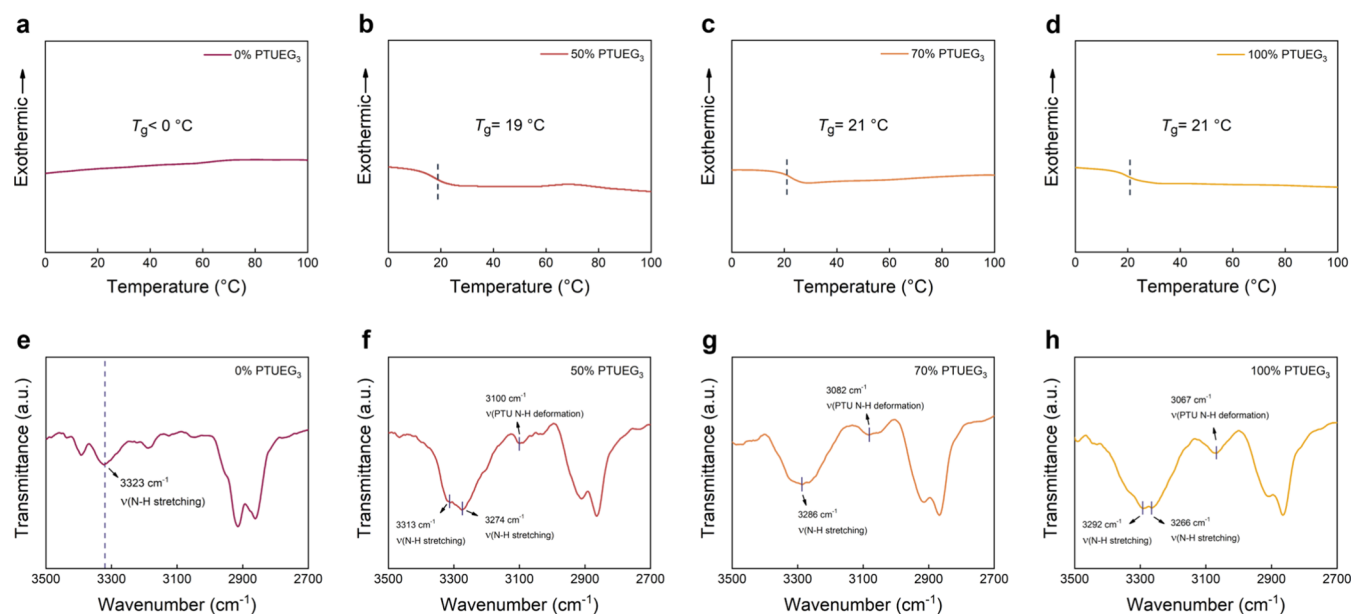 a
0% PTUEG₃
Exothermic →
Tg< 0 °C
0 20 40 60 80 100
Temperature (°C)
b
50% PTUEG₃
Exothermic →
Tg= 19 °C
0 20 40 60 80 100
Temperature (°C)
c
70% PTUEG₃
Exothermic →
Tg= 21 °C
0 20 40 60 80 100
Temperature (°C)
d
100% PTUEG₃
Exothermic →
Tg= 21 °C
0 20 40 60 80 100
Temperature (°C)
e
0% PTUEG₃
Transmittance (a.u.)
3323 cm⁻¹
ν(N-H stretching)
3500 3300 3100 2900 2700
Wavenumber (cm⁻¹)
f
50% PTUEG₃
Transmittance (a.u.)
3100 cm⁻¹
ν(PTU N-H deformation)
3313 cm⁻¹
ν(N-H stretching)
3274 cm⁻¹
ν(N-H stretching)
3500 3300 3100 2900 2700
Wavenumber (cm⁻¹)
g
70% PTUEG₃
Transmittance (a.u.)
3082 cm⁻¹
ν(PTU N-H deformation)
3286 cm⁻¹
ν(N-H stretching)
3500 3300 3100 2900 2700
Wavenumber (cm⁻¹)
h
100% PTUEG₃
Transmittance (a.u.)
3067 cm⁻¹
ν(PTU N-H deformation)
3292 cm⁻¹
ν(N-H stretching)
3266 cm⁻¹
ν(N-H stretching)
3500 3300 3100 2900 2700
Wavenumber (cm⁻¹)